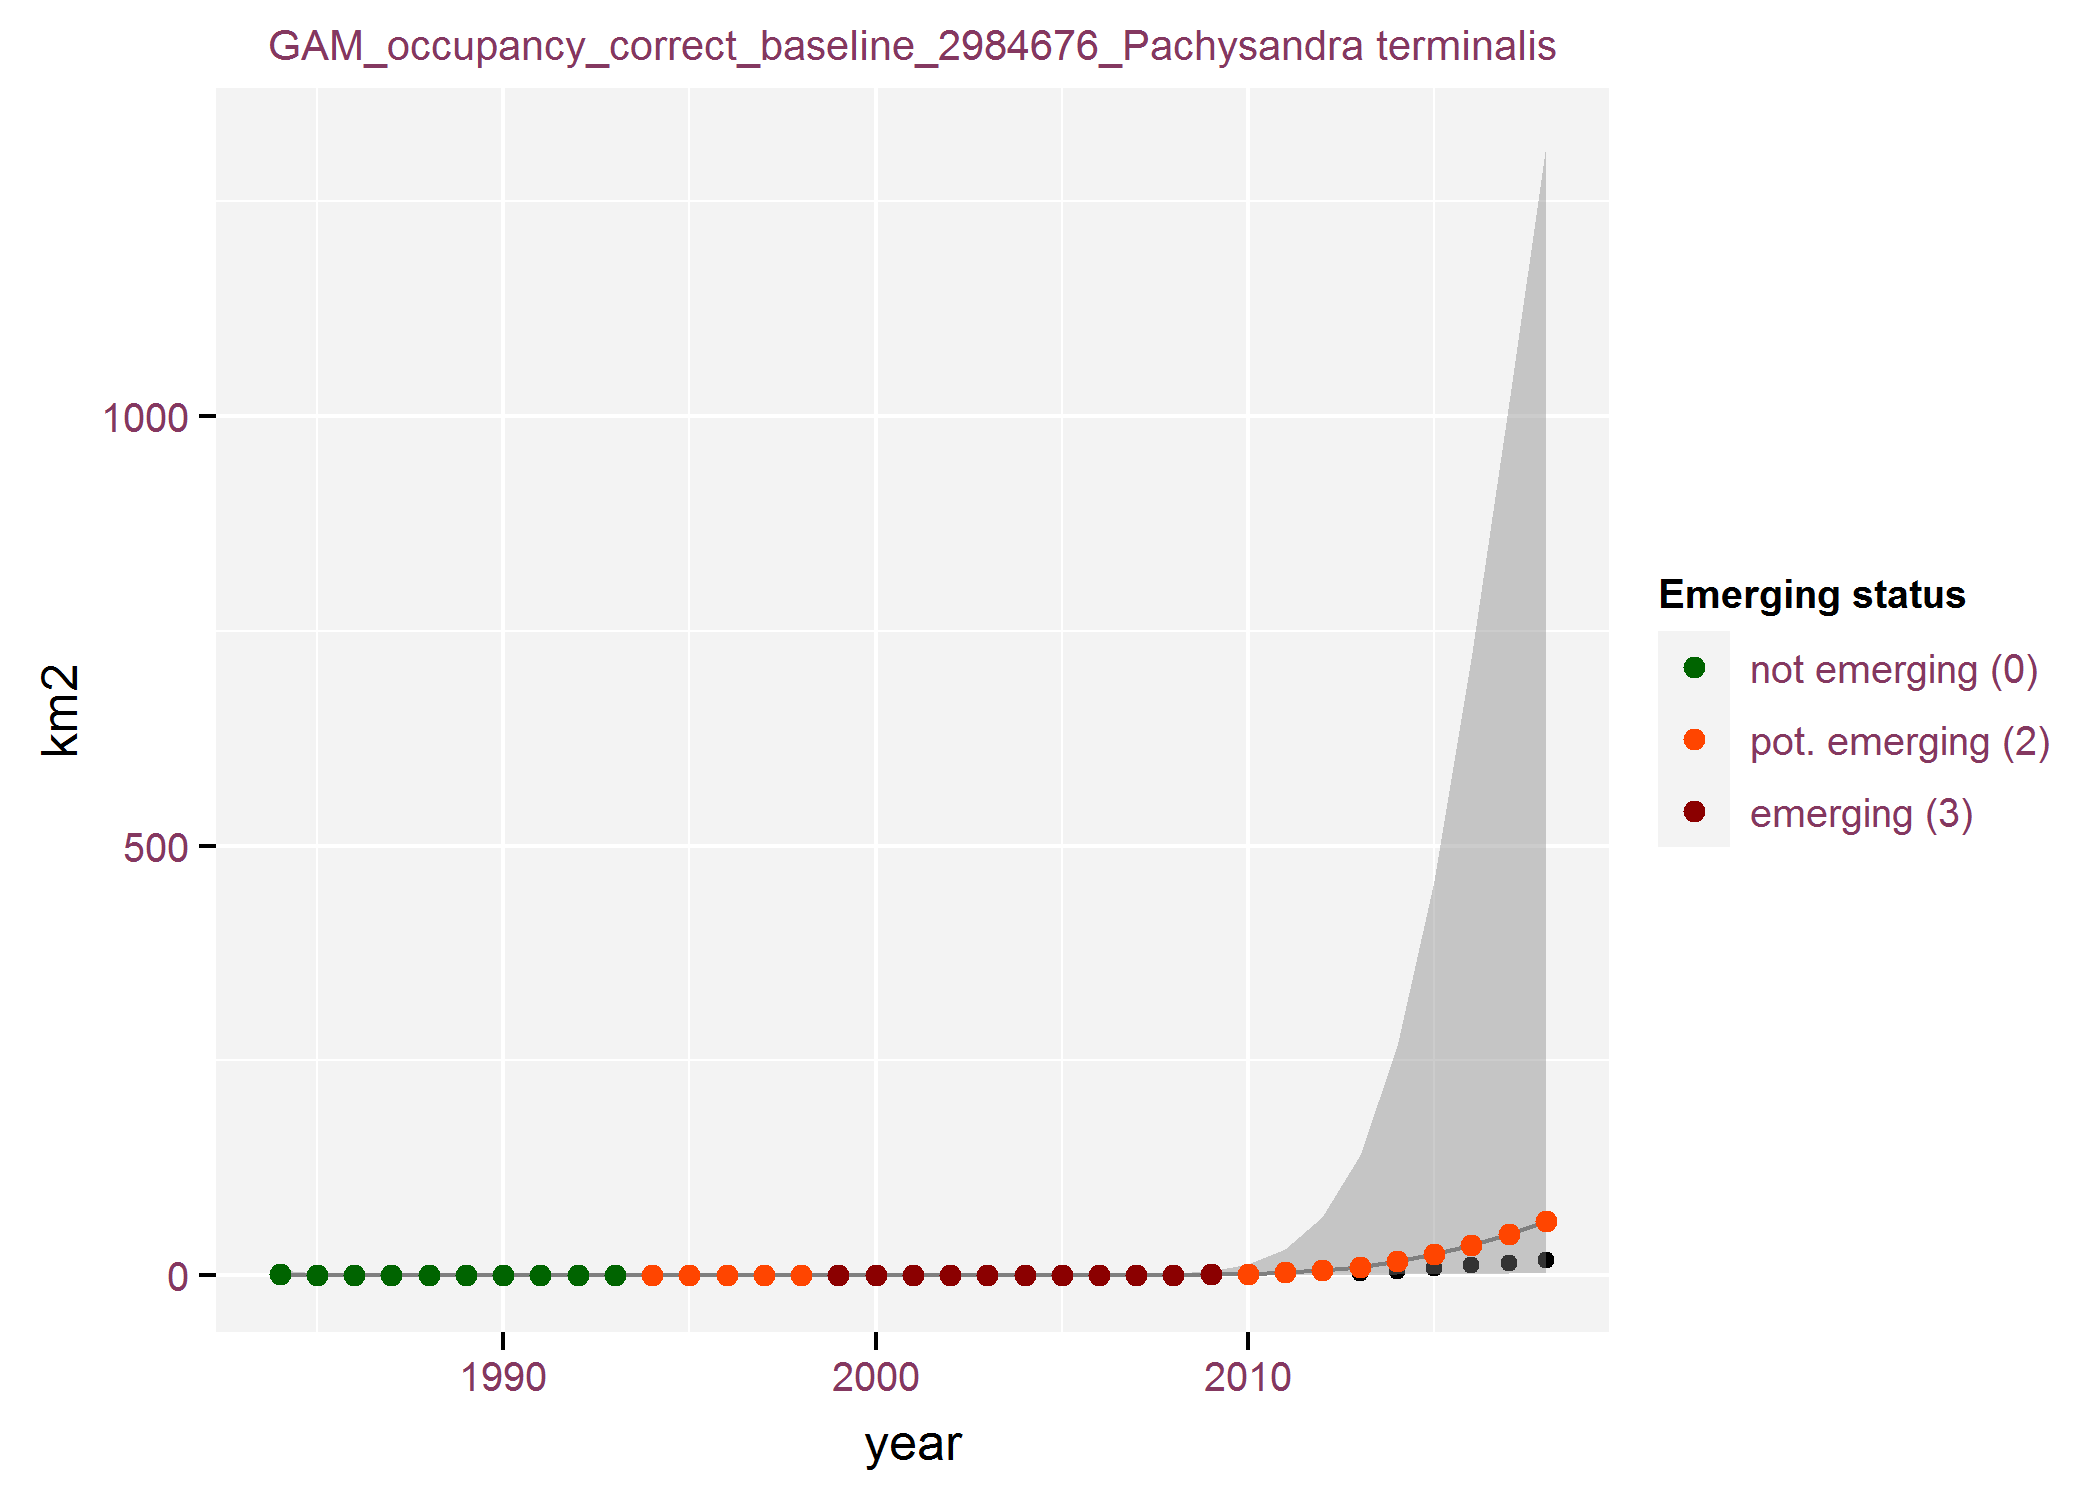 GAM_occupancy_correct_baseline_2984676_Pachysandra terminalis
km2
1000
500
0
1990
2000
2010
year
Emerging status
not emerging (0)
pot. emerging (2)
emerging (3)